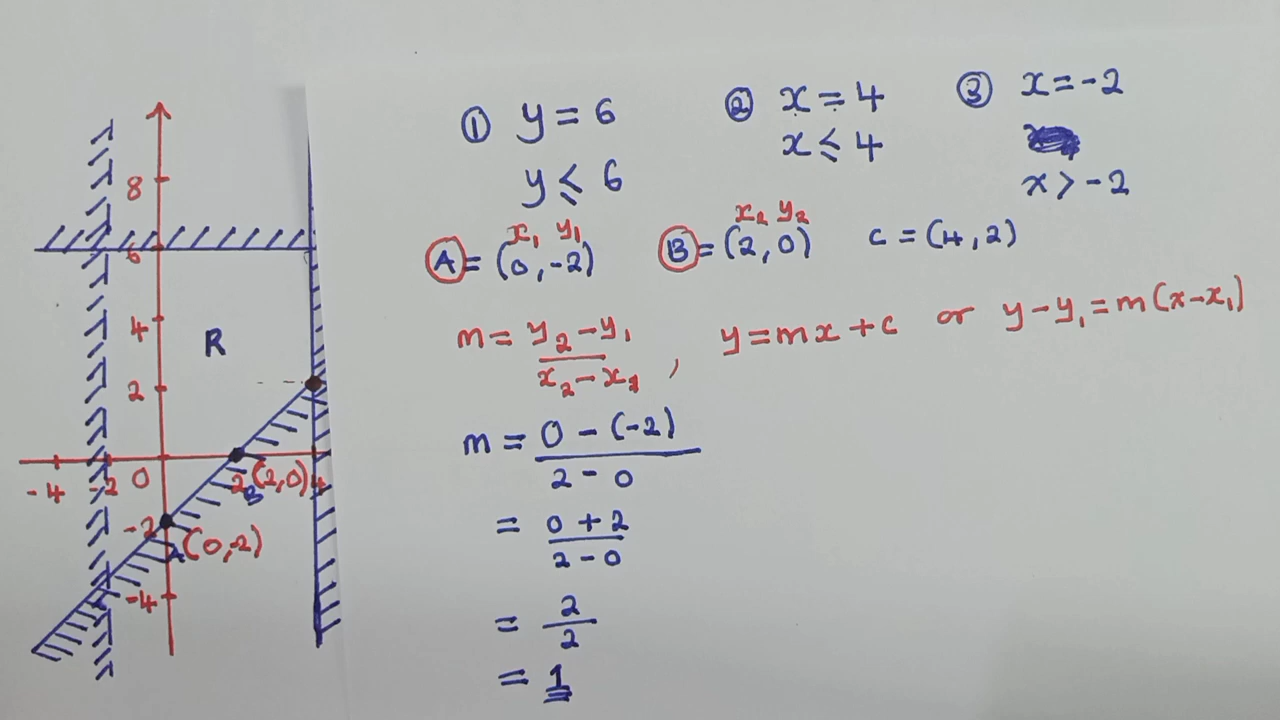 ① y = 6
y ≤ 6
② x = 4
x ≤ 4
③ x = -2
x > -2
x₁ y₁
A = (0, -2)
x₂ y₂
B = (2, 0)
c = (4, 2)
m = y₂ - y₁ / x₂ - x₁ , y = mx + c or y - y₁ = m(x - x₁)
m = 0 - (-2) / 2 - 0
= 0 + 2 / 2 - 0
= 2 / 2
= 1
8
6
4
R
2
-4 -2 0 2 (2, 0) 4
B
-2
A (0, -2)
-4